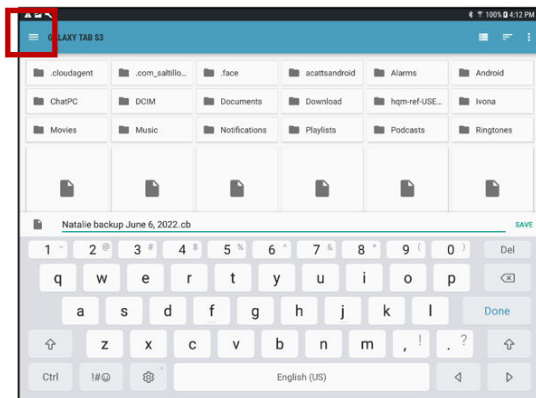 100% 4:12 PM
GALAXY TAB S3
.cloudagent .com_saltillo... .face acattsandroid Alarms Android
ChatPC DCIM Documents Download hqm-ref-USE... Ivona
Movies Music Notifications Playlists Podcasts Ringtones
Natalie backup June 6, 2022.cb SAVE
1 - 2 @ 3 # 4 $ 5 % 6 ^ 7 & 8 * 9 ( 0 ) Del
q w e r t y u i o p
a s d f g h j k l Done
z x c v b n m , ! . ?
Ctrl !#☺ English (US)